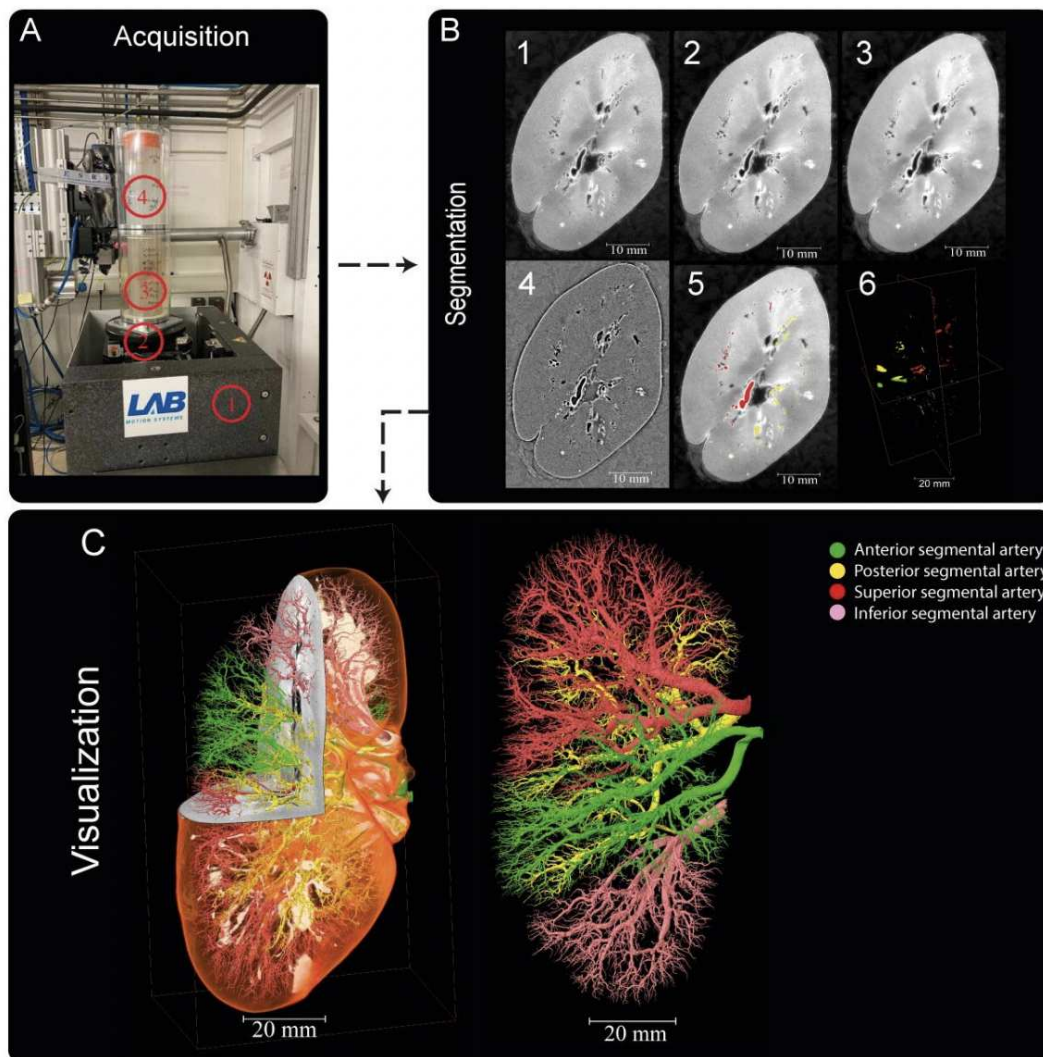 A
Acquisition
4
3
2
1
LAB
MOTION SYSTEMS
B
Segmentation
1
2
3
10 mm
10 mm
10 mm
4
5
6
10 mm
10 mm
20 mm
C
Visualization
Anterior segmental artery
Posterior segmental artery
Superior segmental artery
Inferior segmental artery
20 mm
20 mm